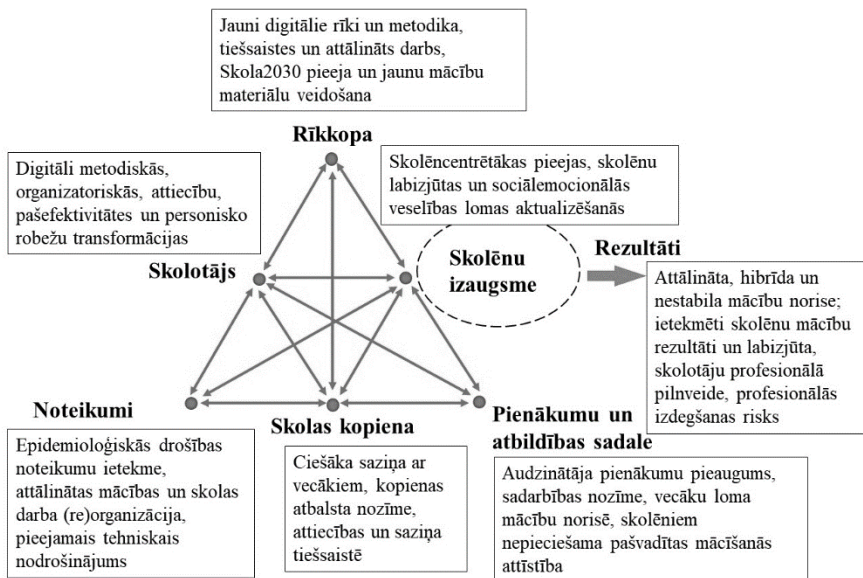 Jauni digitālie rīki un metodika,
tiešsaistes un attālināts darbs,
Skola2030 pieeja un jaunu mācību
materiālu veidošana
Rīkkopa
Digitāli metodiskās,
organizatoriskās, attiecību,
pašefektivitātes un personisko
robežu transformācijas
Skolotājs
Skolēncentrētākas pieejas, skolēnu
labizjūtas un sociālemocionālās
veselības lomas aktualizēšanās
Skolēnu
izaugsme
Rezultāti
Attālināta, hibrīda un
nestabila mācību norise;
ietekmēti skolēnu mācību
rezultāti un labizjūta,
skolotāju profesionālā
pilnveide, profesionālās
izdegšanas risks
Noteikumi
Epidemioloģiskās drošības
noteikumu ietekme,
attālinātas mācības un skolas
darba (re)organizācija,
pieejamais tehniskais
nodrošinājums
Skolas kopiena
Ciešāka saziņa ar
vecākiem, kopienas
atbalsta nozīme,
attiecības un saziņa
tiešsaistē
Pienākumu un
atbildības sadale
Audzinātāja pienākumu pieaugums,
sadarbības nozīme, vecāku loma
mācību norisē, skolēniem
nepieciešama pašvadītas mācīšanās
attīstība